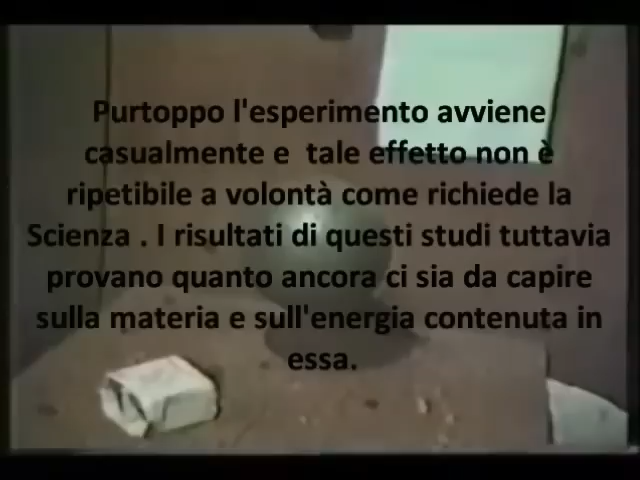 Purtoppo l'esperimento avviene
casualmente e  tale effetto non è
ripetibile a volontà come richiede la
Scienza . I risultati di questi studi tuttavia
provano quanto ancora ci sia da capire
sulla materia e sull'energia contenuta in
essa.